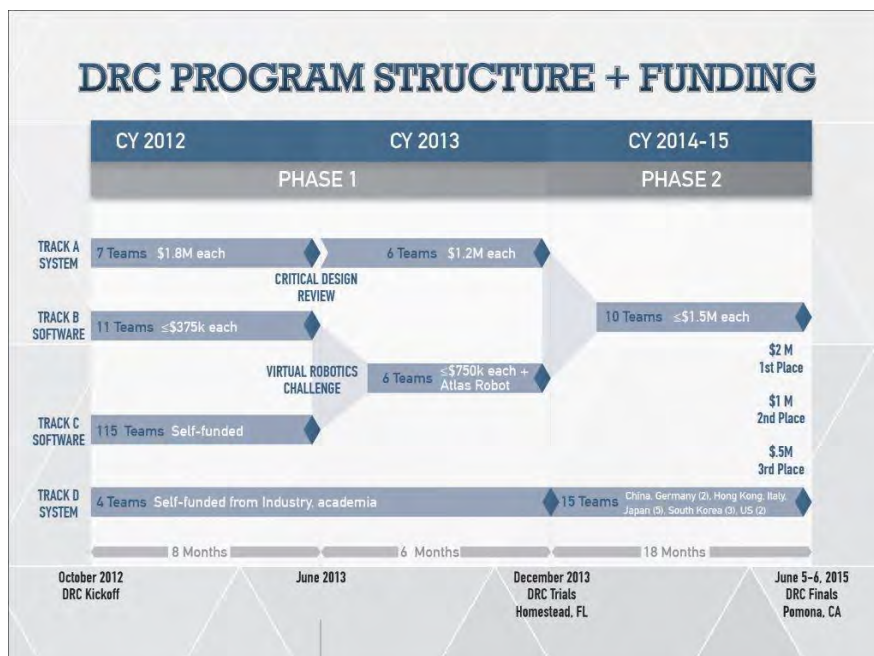 DRC PROGRAM STRUCTURE + FUNDING
CY 2012
CY 2013
CY 2014-15
PHASE 1
PHASE 2
TRACK A
SYSTEM
7 Teams $1.8M each
6 Teams $1.2M each
CRITICAL DESIGN
REVIEW
TRACK B
SOFTWARE
11 Teams ≤$375k each
10 Teams ≤$1.5M each
VIRTUAL ROBOTICS
CHALLENGE
6 Teams ≤$750k each +
Atlas Robot
$2 M
1st Place
$1 M
2nd Place
$.5M
3rd Place
TRACK C
SOFTWARE
115 Teams Self-funded
TRACK D
SYSTEM
4 Teams Self-funded from Industry, academia
15 Teams China, Germany (2), Hong Kong, Italy,
Japan (5), South Korea (3), US (2)
8 Months
6 Months
18 Months
October 2012
DRC Kickoff
June 2013
December 2013
DRC Trials
Homestead, FL
June 5-6, 2015
DRC Finals
Pomona, CA